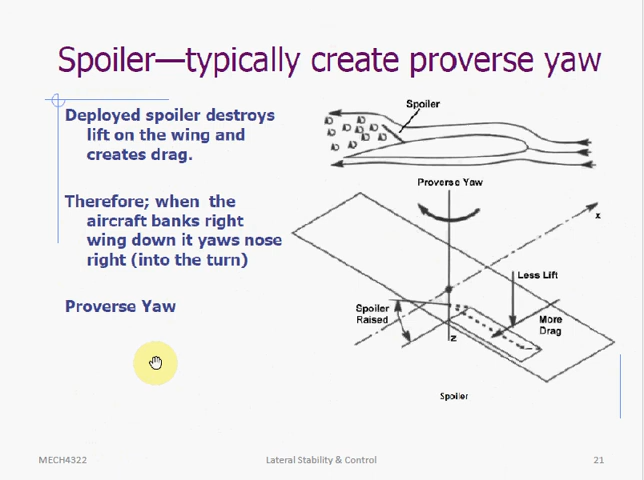 Spoiler—typically create proverse yaw
Deployed spoiler destroys
lift on the wing and
creates drag.
Therefore; when the
aircraft banks right
wing down it yaws nose
right (into the turn)
Proverse Yaw
Spoiler
Proverse Yaw
x
Less Lift
Spoiler
Raised
More
Drag
z
Spoiler
MECH4322
Lateral Stability & Control
21